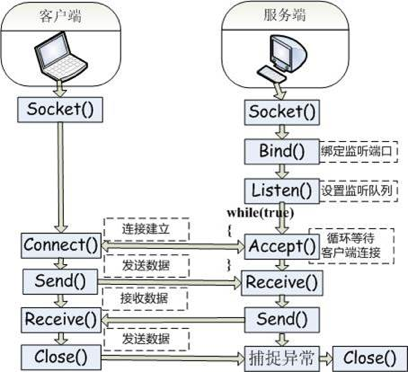 客户端
服务端
Socket()
Socket()
Bind()
绑定监听端口
Listen()
设置监听队列
while(true)
{
连接建立
Connect()
Accept()
循环等待
客户端连接
发送数据
}
Send()
Receive()
接收数据
Receive()
Send()
发送数据
Close()
捕捉异常
Close()